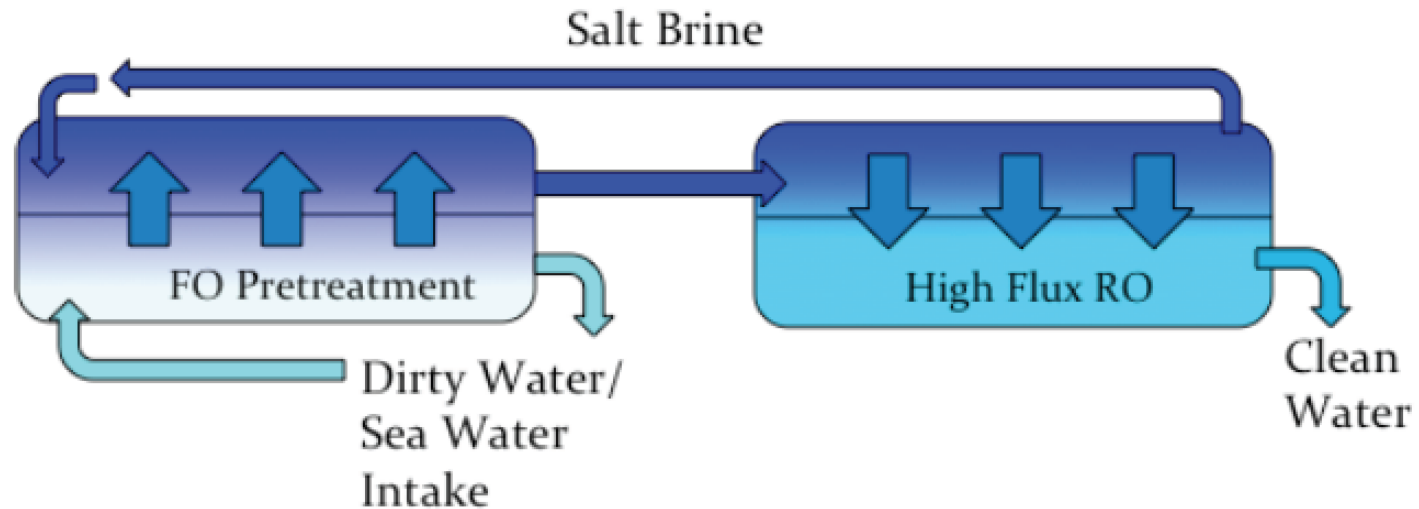 Salt Brine
FO Pretreatment
High Flux RO
Dirty Water/
Sea Water
Intake
Clean
Water